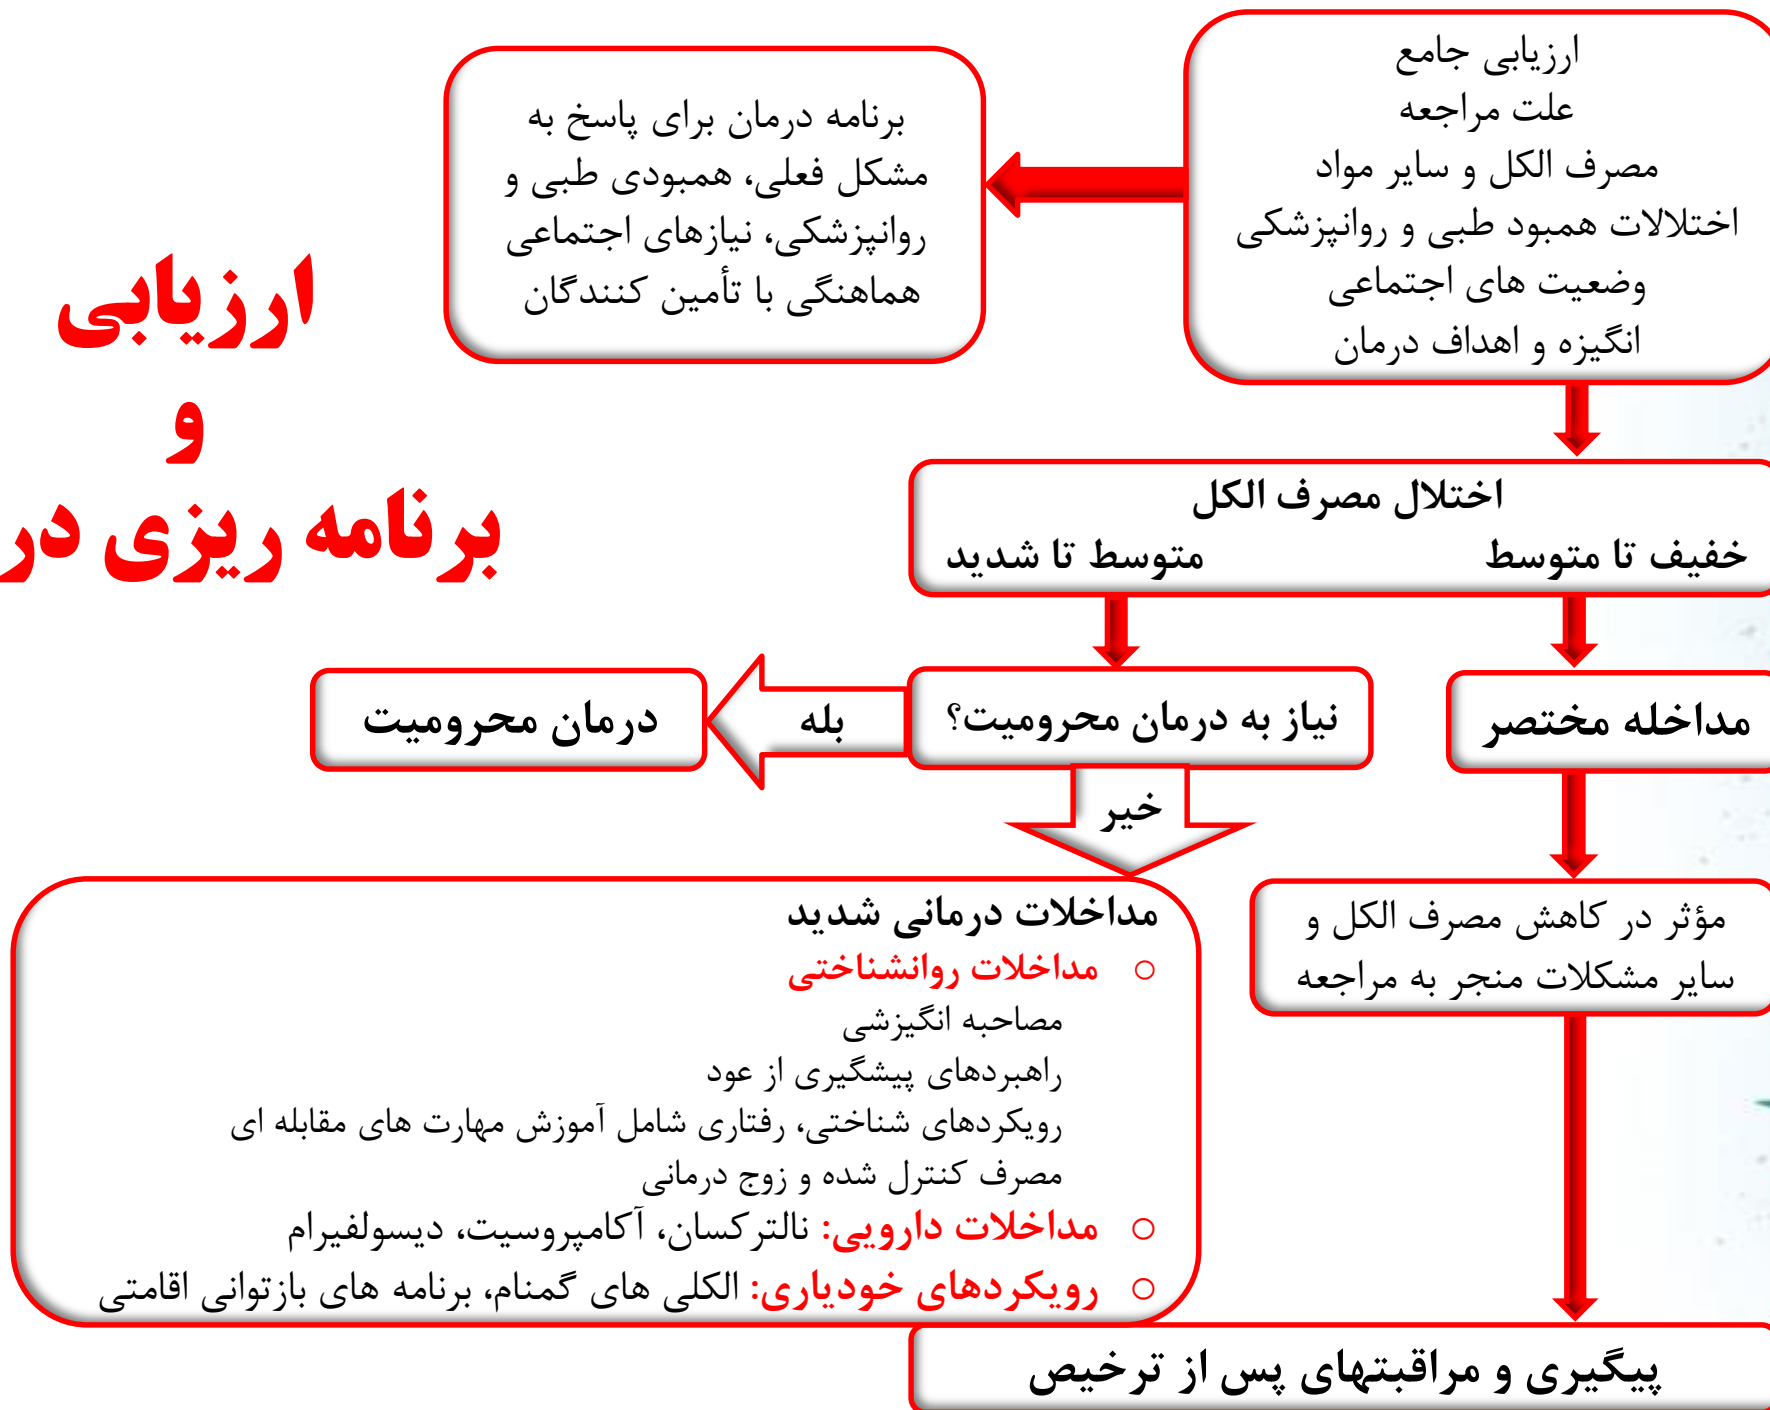 ارزیابی جامع
علت مراجعه
مصرف الکل و سایر مواد
اختلالات همبود طبی و روانپزشکی
وضعیت های اجتماعی
انگیزه و اهداف درمان
برنامه درمان برای پاسخ به
مشکل فعلی، همبودی طبی و
روانپزشکی، نیازهای اجتماعی
هماهنگی با تأمین کنندگان
ارزیابی
و
برنامه ریزی در
اختلال مصرف الکل
خفیف تا متوسط متوسط تا شدید
مداخله مختصر
نیاز به درمان محرومیت؟
بله
درمان محرومیت
خیر
مؤثر در کاهش مصرف الکل و
سایر مشکلات منجر به مراجعه
مداخلات درمانی شدید
○ مداخلات روانشناختی
مصاحبه انگیزشی
راهبردهای پیشگیری از عود
رویکردهای شناختی، رفتاری شامل آموزش مهارت های مقابله ای
مصرف کنترل شده و زوج درمانی
○ مداخلات دارویی: نالترکسان، آکامپروسیت، دیسولفیرام
○ رویکردهای خودیاری: الکلی های گمنام، برنامه های بازتوانی اقامتی
پیگیری و مراقبتهای پس از ترخیص